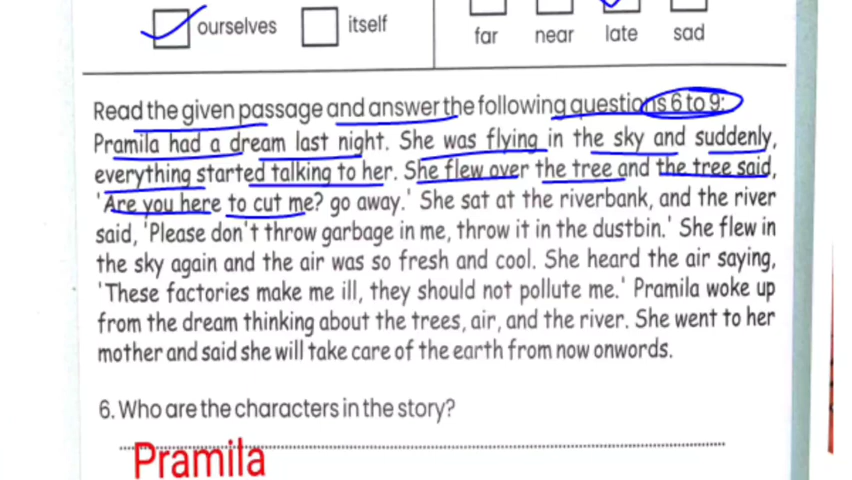 ourselves itself
far near late sad
Read the given passage and answer the following questions 6 to 9:
Pramila had a dream last night. She was flying in the sky and suddenly,
everything started talking to her. She flew over the tree and the tree said,
'Are you here to cut me? go away.' She sat at the riverbank, and the river
said, 'Please don't throw garbage in me, throw it in the dustbin.' She flew in
the sky again and the air was so fresh and cool. She heard the air saying,
'These factories make me ill, they should not pollute me.' Pramila woke up
from the dream thinking about the trees, air, and the river. She went to her
mother and said she will take care of the earth from now onwords.
6. Who are the characters in the story?
Pramila